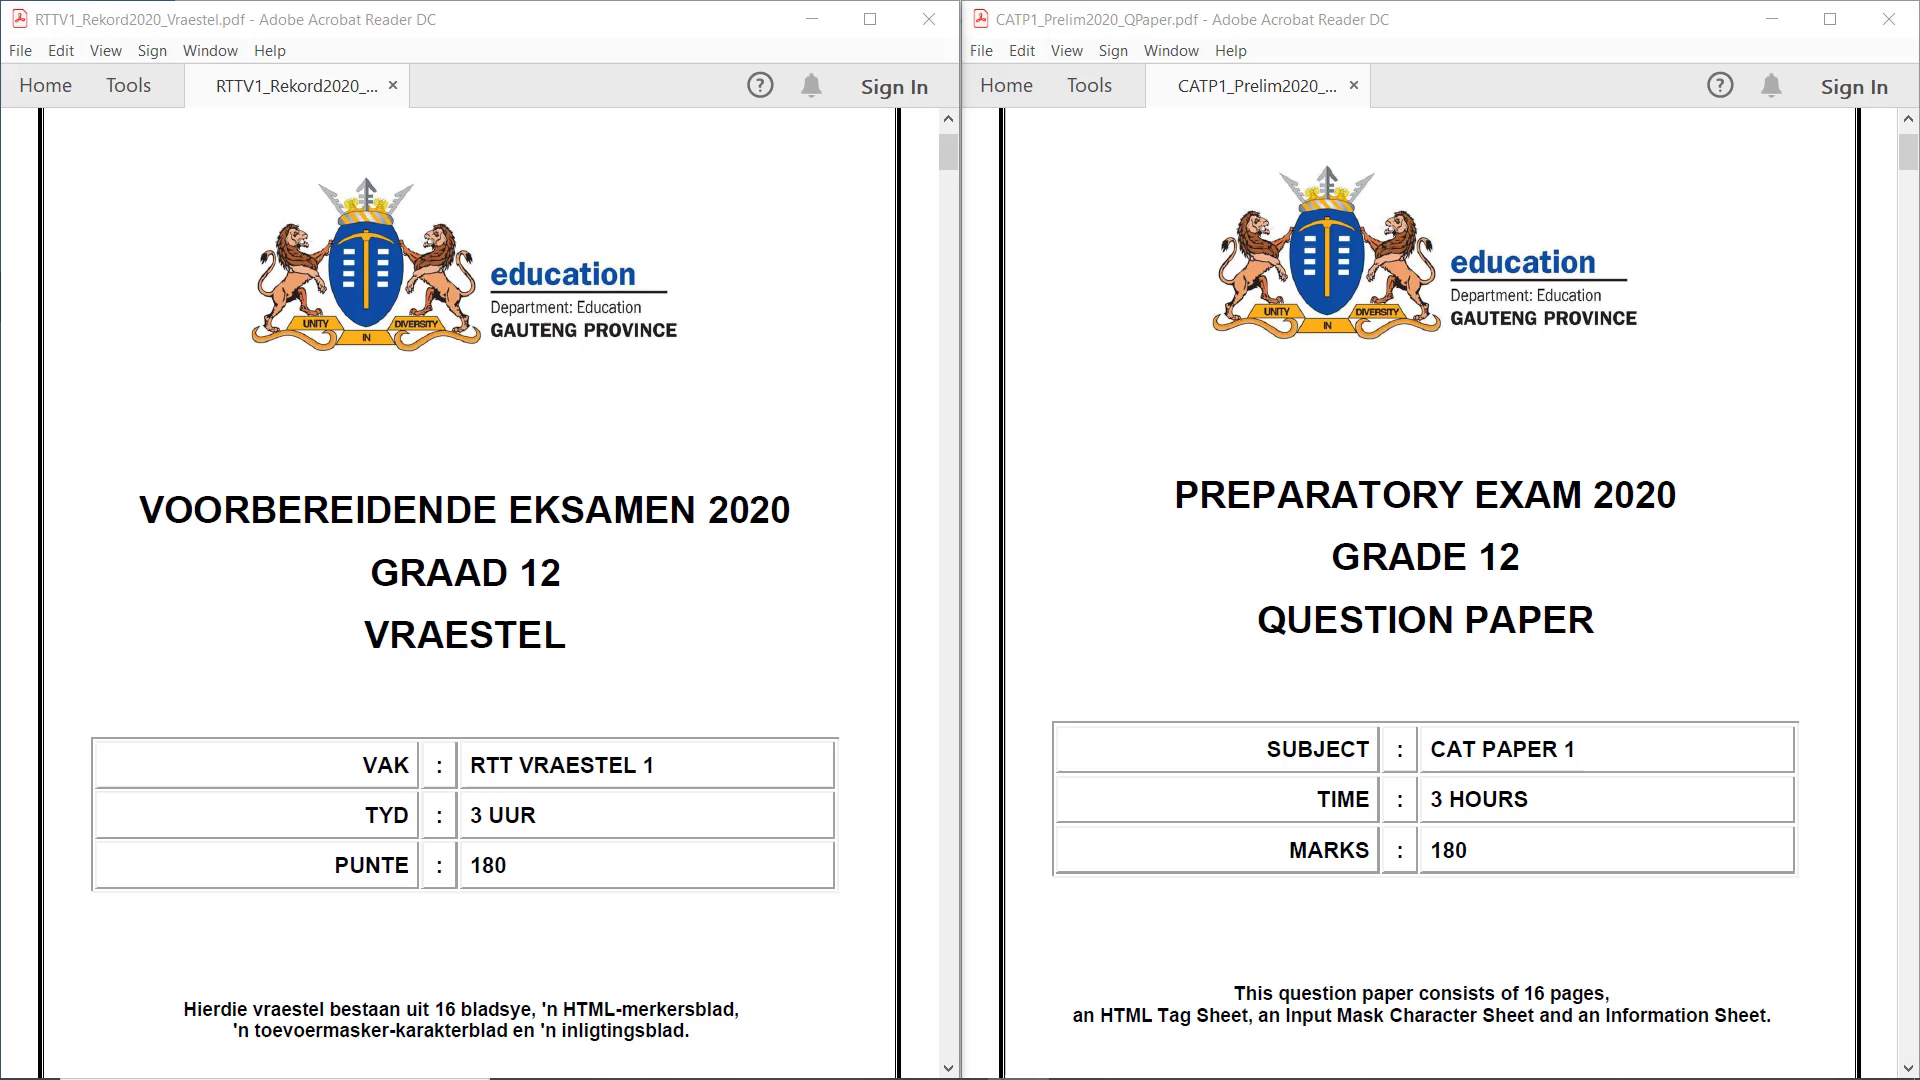 RTTV1_Rekord2020_Vraestel.pdf - Adobe Acrobat Reader DC
File Edit View Sign Window Help
Home Tools RTTV1_Rekord2020_... × ? Sign In
UNITY IN DIVERSITY
education
Department: Education
GAUTENG PROVINCE
VOORBEREIDENDE EKSAMEN 2020
GRAAD 12
VRAESTEL
VAK : RTT VRAESTEL 1
TYD : 3 UUR
PUNTE : 180
Hierdie vraestel bestaan uit 16 bladsye, 'n HTML-merkersblad,
'n toevoermasker-karakterblad en 'n inligtingsblad.
CATP1_Prelim2020_QPaper.pdf - Adobe Acrobat Reader DC
File Edit View Sign Window Help
Home Tools CATP1_Prelim2020_... × ? Sign In
UNITY IN DIVERSITY
education
Department: Education
GAUTENG PROVINCE
PREPARATORY EXAM 2020
GRADE 12
QUESTION PAPER
SUBJECT : CAT PAPER 1
TIME : 3 HOURS
MARKS : 180
This question paper consists of 16 pages,
an HTML Tag Sheet, an Input Mask Character Sheet and an Information Sheet.